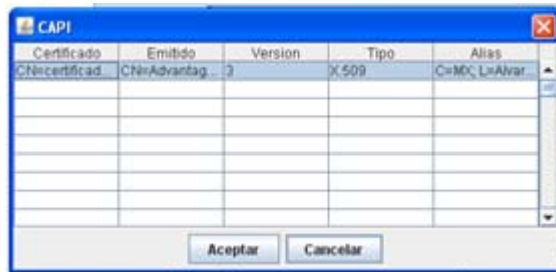 CAPI
Certificado Emitido Version Tipo Alias
CN=certificad... CN=Advantag... 3 X.509 C=MX, L=Alvar...
Aceptar Cancelar